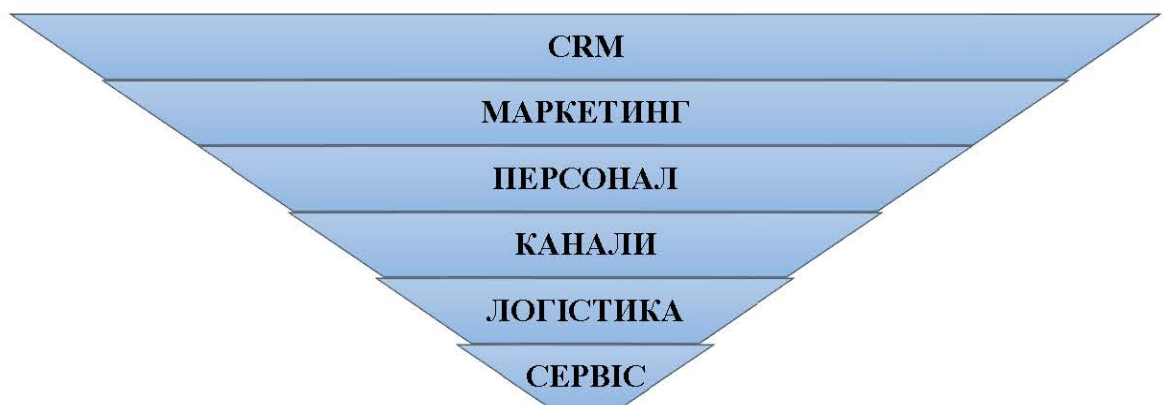 CRM
МАРКЕТИНГ
ПЕРСОНАЛ
КАНАЛИ
ЛОГІСТИКА
СЕРВІС